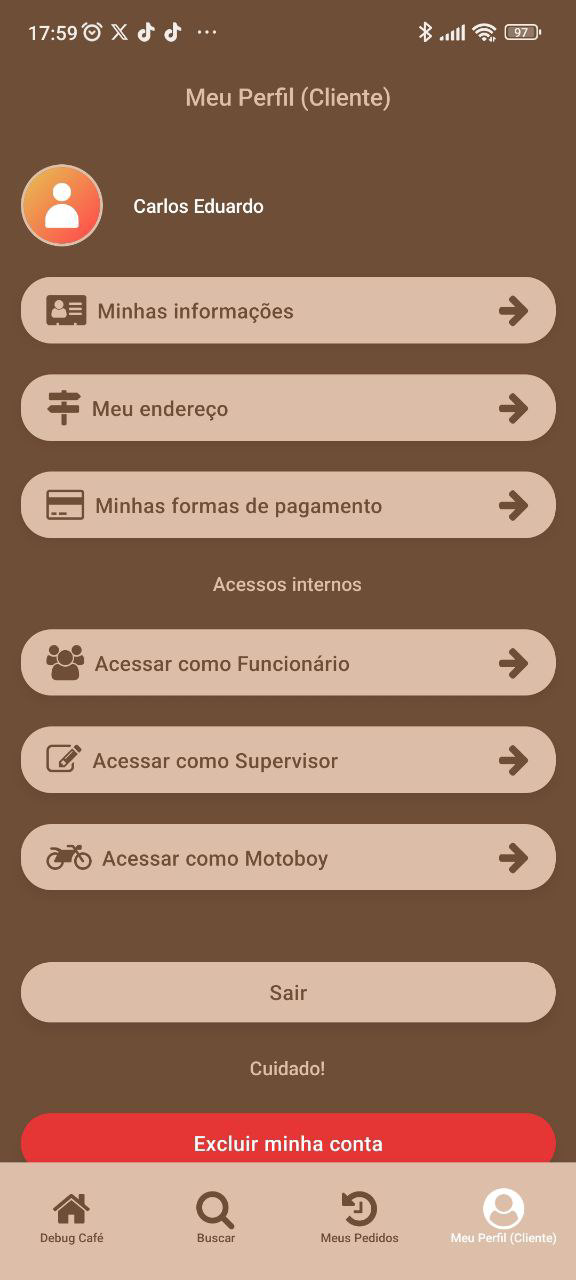 17:59
97
Meu Perfil (Cliente)
Carlos Eduardo
Minhas informações
Meu endereço
Minhas formas de pagamento
Acessos internos
Acessar como Funcionário
Acessar como Supervisor
Acessar como Motoboy
Sair
Cuidado!
Excluir minha conta
Debug Café
Buscar
Meus Pedidos
Meu Perfil (Cliente)